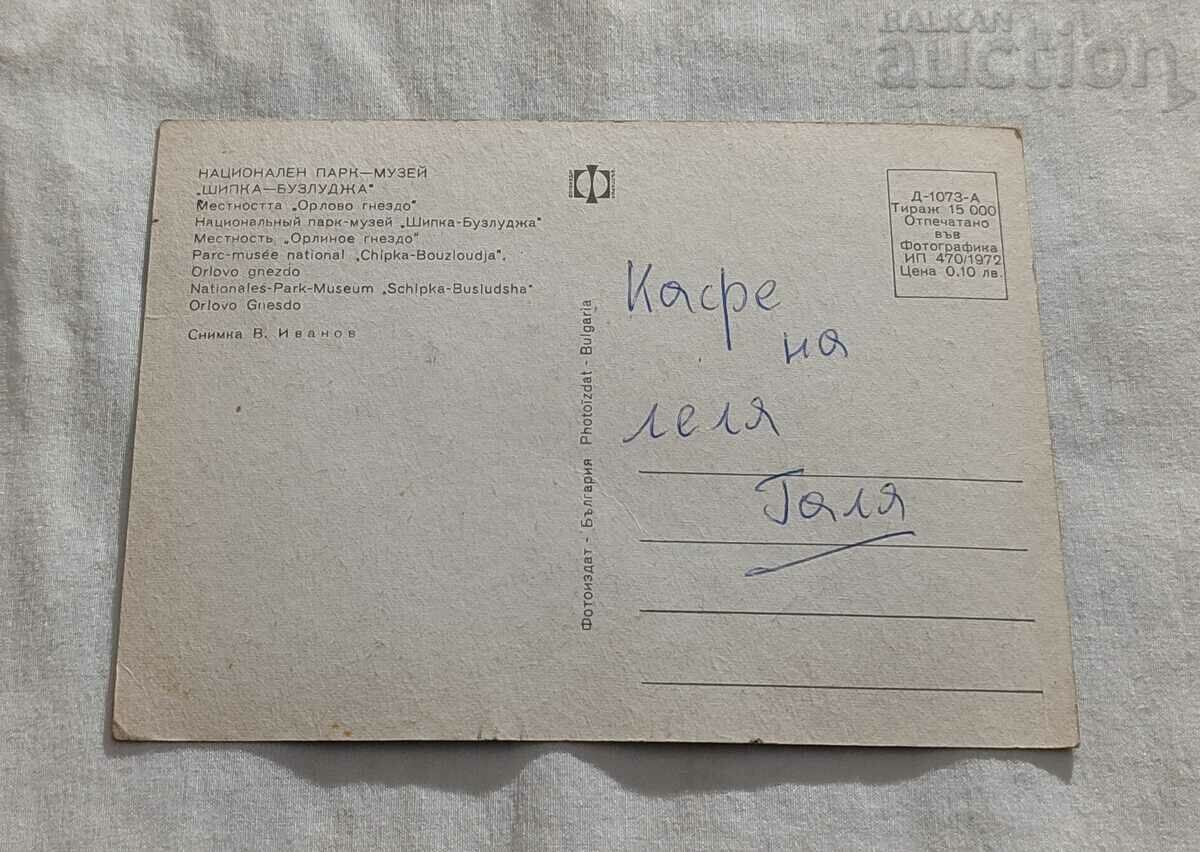 BALKAN
auction
НАЦИОНАЛЕН ПАРК—МУЗЕЙ
„ШИПКА—БУЗЛУДЖА"
Местността „Орлово гнездо"
Национальный парк-музей „Шипка-Бузлуджа"
Местность „Орлиное гнездо"
Parc-musée national „Chipka-Bouzloudja",
Orlovo gnezdo
Nationales-Park-Museum „Schipka-Busludsha"
Orlovo Gnesdo
Снимка В. Иванов
Фотоиздат - България Photoizdat - Bulgaria
Д-1073-А
Тираж 15 000
Отпечатано
във
Фотографика
ИП 470/1972
Цена 0.10 лв.
Кафе
на
леля
Галя